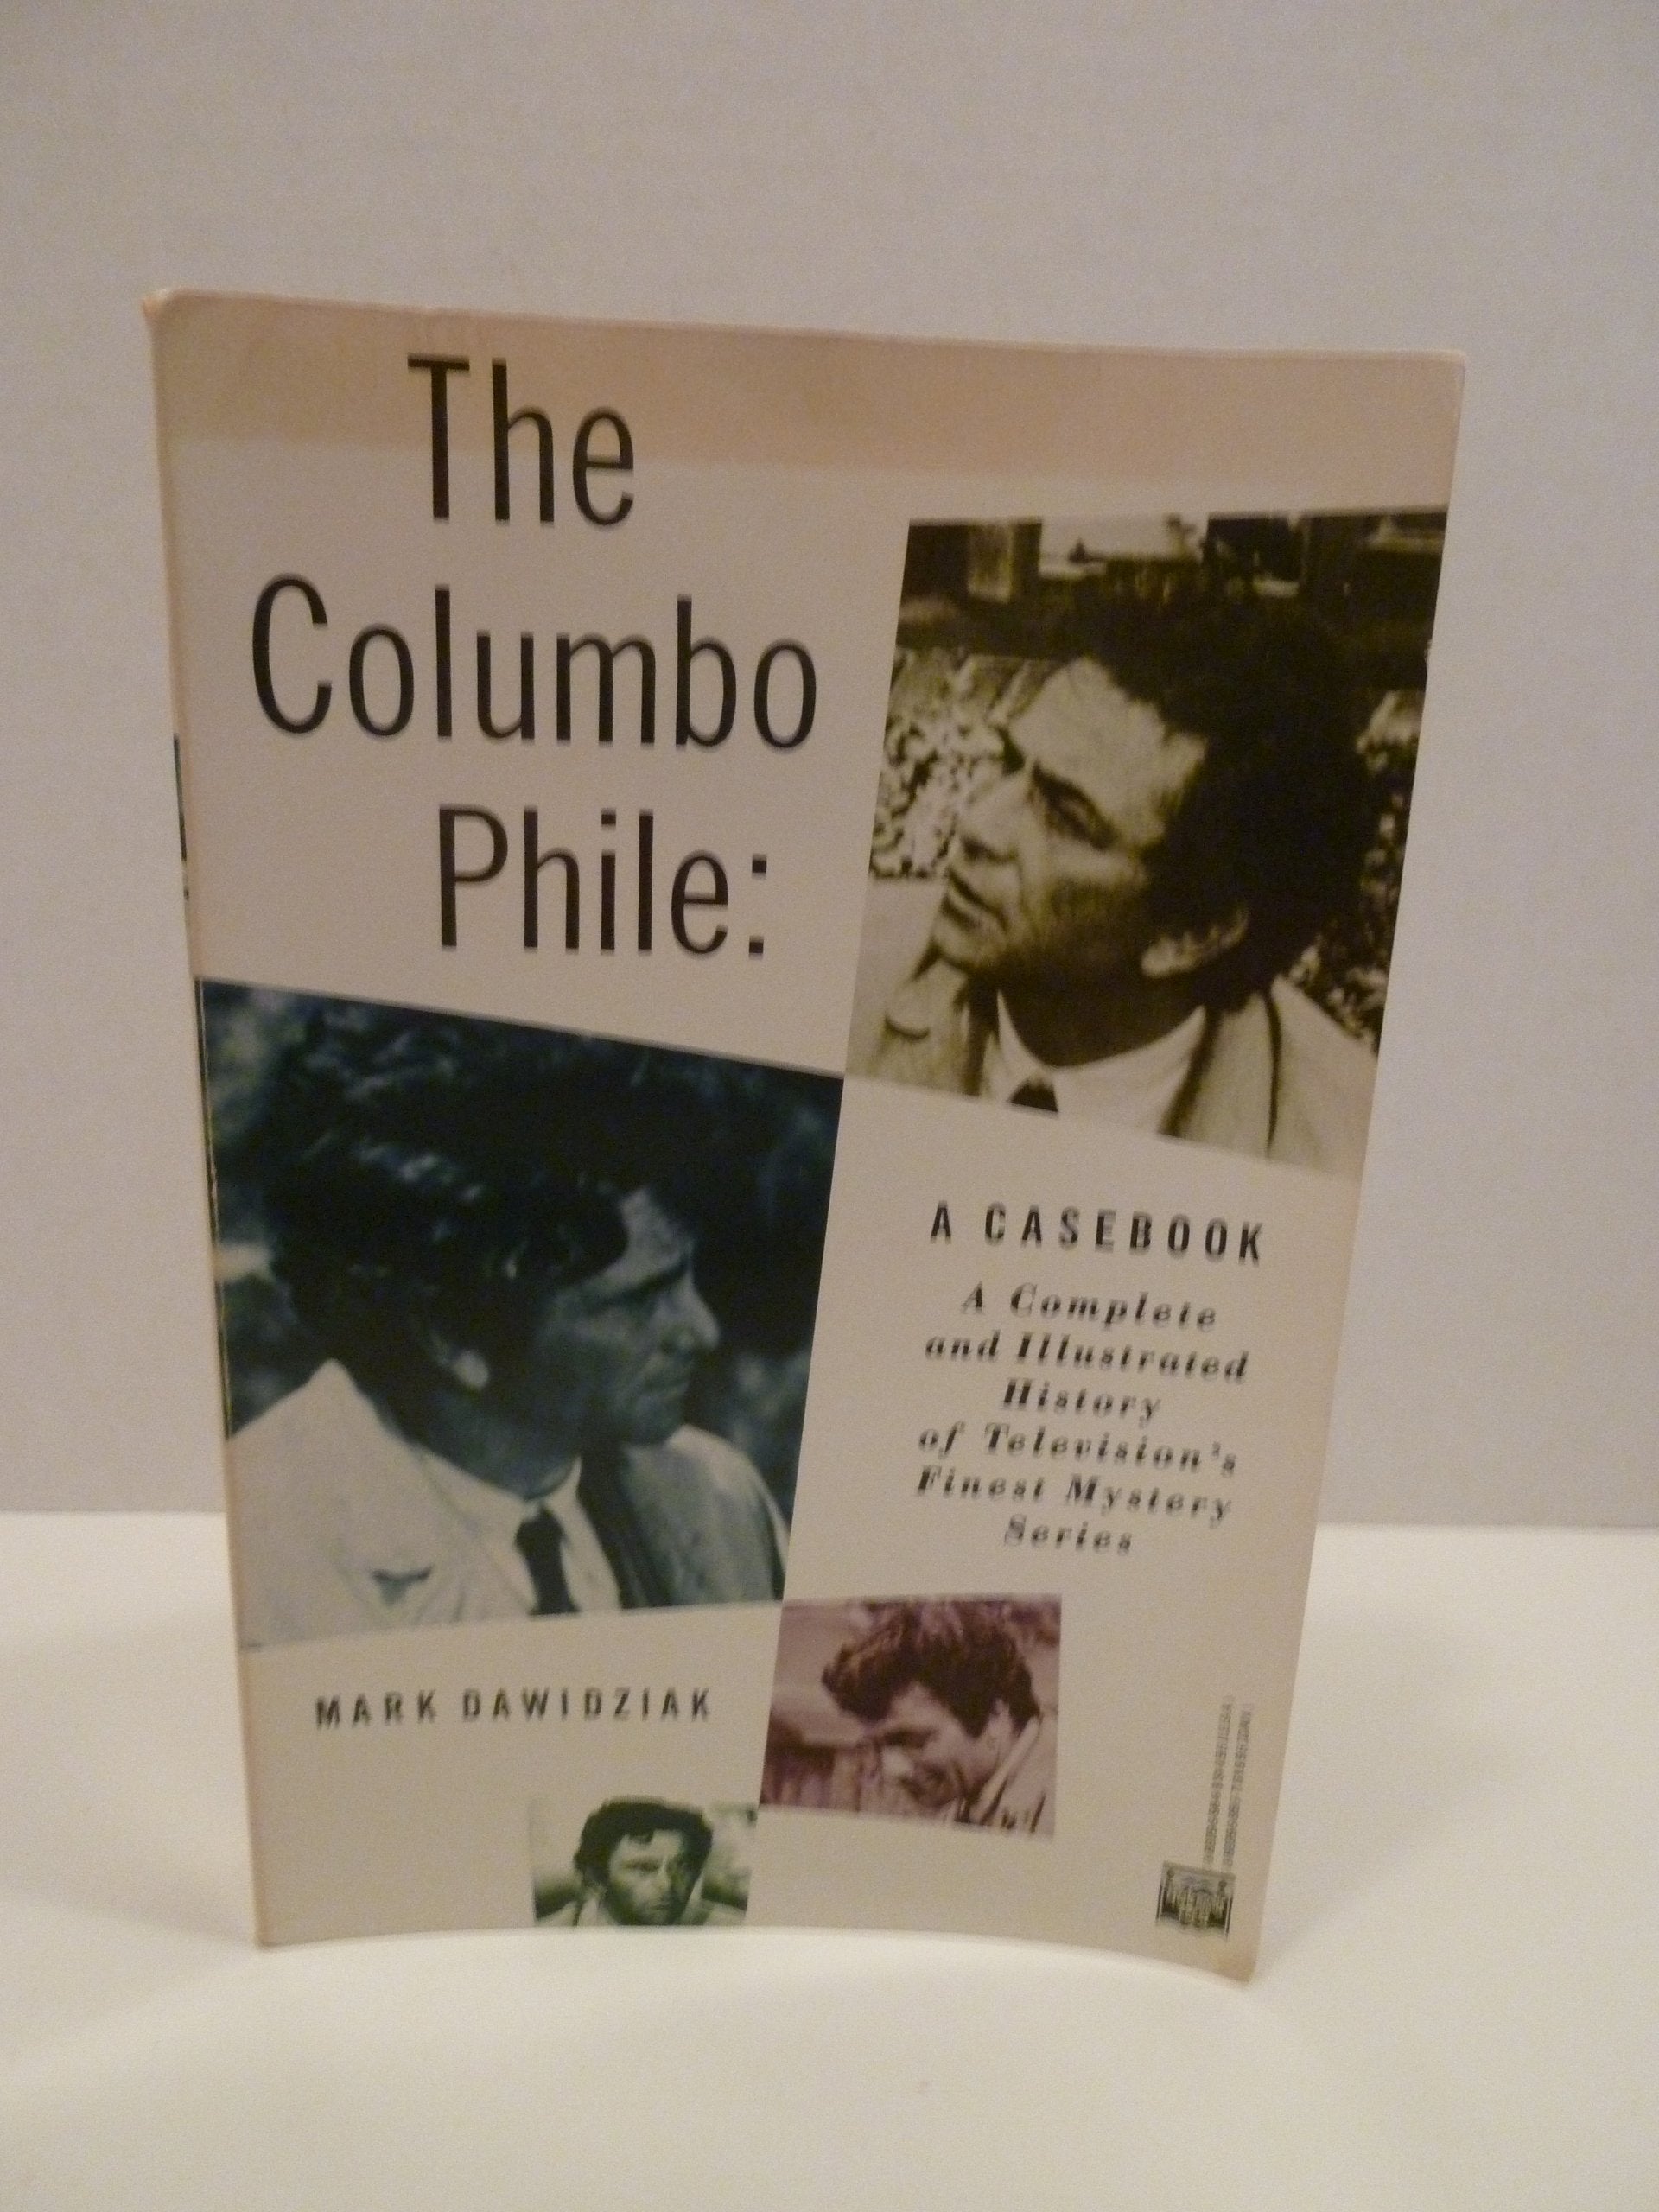 The
Columbo
Phile:
A CASEBOOK
A Complete
and Illustrated
History
of Television's
Finest Mystery
Series
MARK DAWIDZIAK